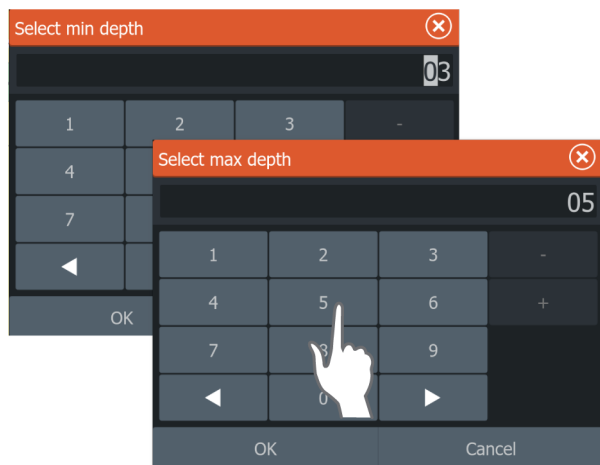 Select min depth
03
1 2 3 -
4
7
OK
Select max depth
05
1 2 3 -
4 5 6 +
7 8 9
0
OK Cancel